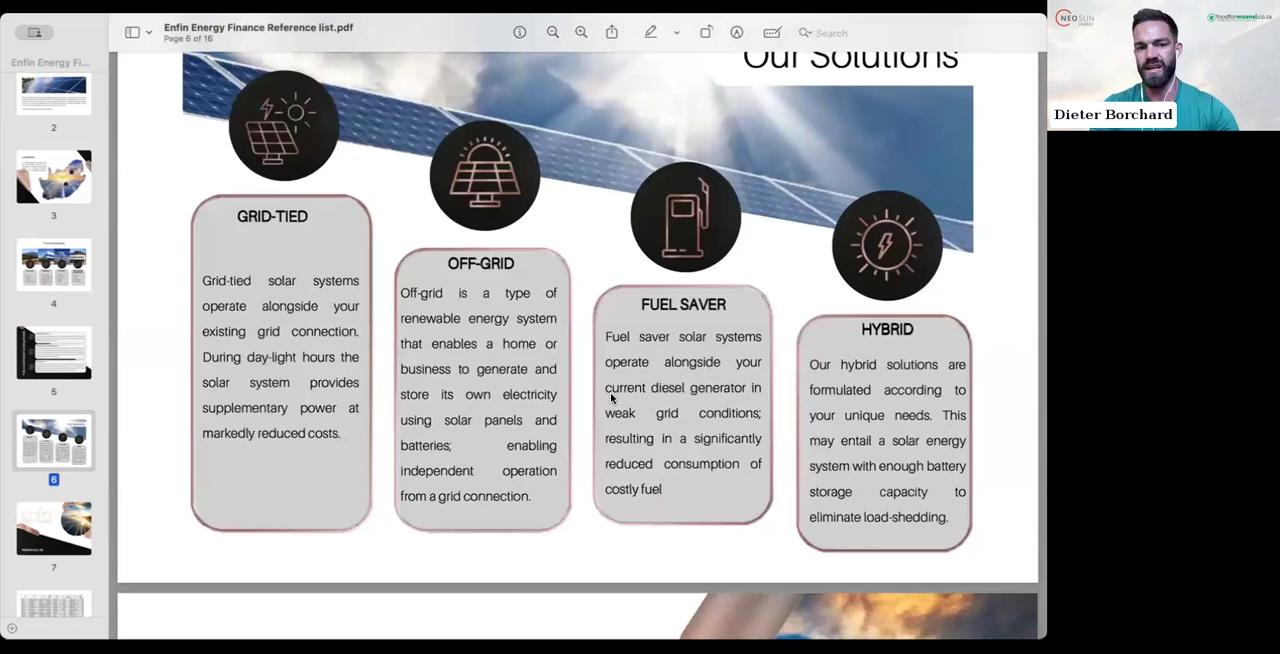 Enfin Energy Finance Reference list.pdf
Page 6 of 16
Search
Enfin Energy Fi...
2
3
4
5
6
7
Our Solutions
GRID-TIED
Grid-tied solar systems
operate alongside your
existing grid connection.
During day-light hours the
solar system provides
supplementary power at
markedly reduced costs.
OFF-GRID
Off-grid is a type of
renewable energy system
that enables a home or
business to generate and
store its own electricity
using solar panels and
batteries; enabling
independent operation
from a grid connection.
FUEL SAVER
Fuel saver solar systems
operate alongside your
current diesel generator in
weak grid conditions;
resulting in a significantly
reduced consumption of
costly fuel
HYBRID
Our hybrid solutions are
formulated according to
your unique needs. This
may entail a solar energy
system with enough battery
storage capacity to
eliminate load-shedding.
NEOSUN
ENERGY
foodformzansi.co.za
Dieter Borchard